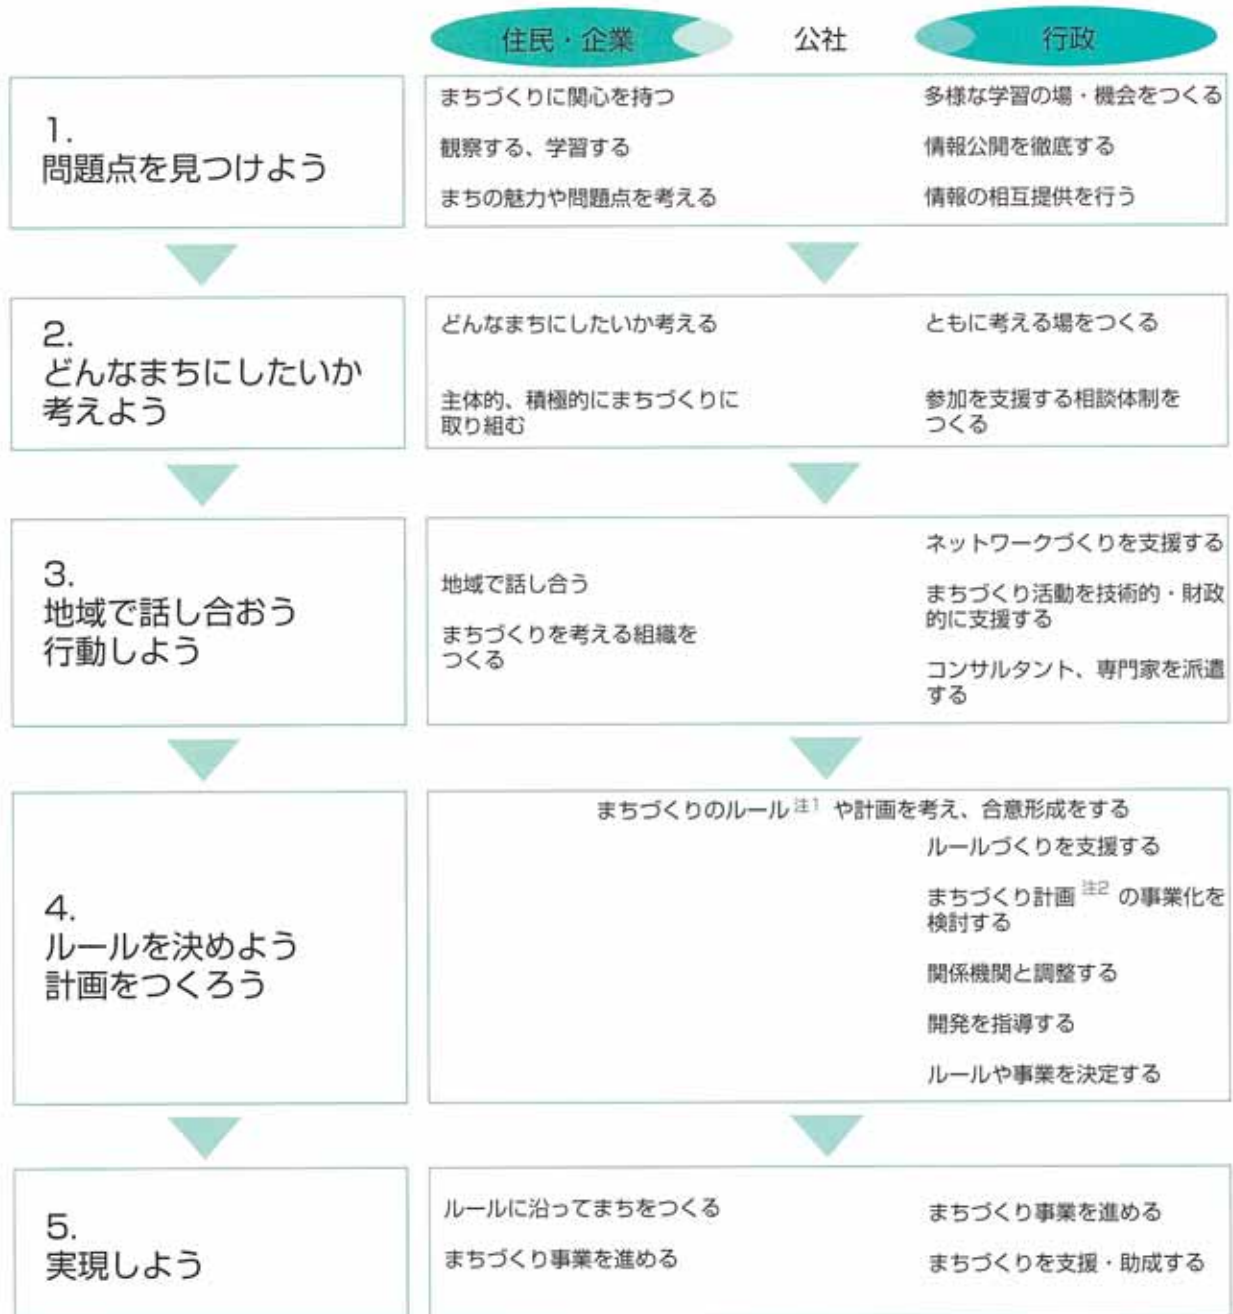 住民・企業
公社
行政
1.
問題点を見つけよう
まちづくりに関心を持つ
観察する、学習する
まちの魅力や問題点を考える
多様な学習の場・機会をつくる
情報公開を徹底する
情報の相互提供を行う
2.
どんなまちにしたいか
考えよう
どんなまちにしたいか考える
主体的、積極的にまちづくりに
取り組む
ともに考える場をつくる
参加を支援する相談体制を
つくる
3.
地域で話し合おう
行動しよう
地域で話し合う
まちづくりを考える組織を
つくる
ネットワークづくりを支援する
まちづくり活動を技術的・財政
的に支援する
コンサルタント、専門家を派遣
する
4.
ルールを決めよう
計画をつくろう
まちづくりのルール注1 や計画を考え、合意形成をする
ルールづくりを支援する
まちづくり計画注2 の事業化を
検討する
関係機関と調整する
開発を指導する
ルールや事業を決定する
5.
実現しよう
ルールに沿ってまちをつくる
まちづくり事業を進める
まちづくり事業を進める
まちづくりを支援・助成する